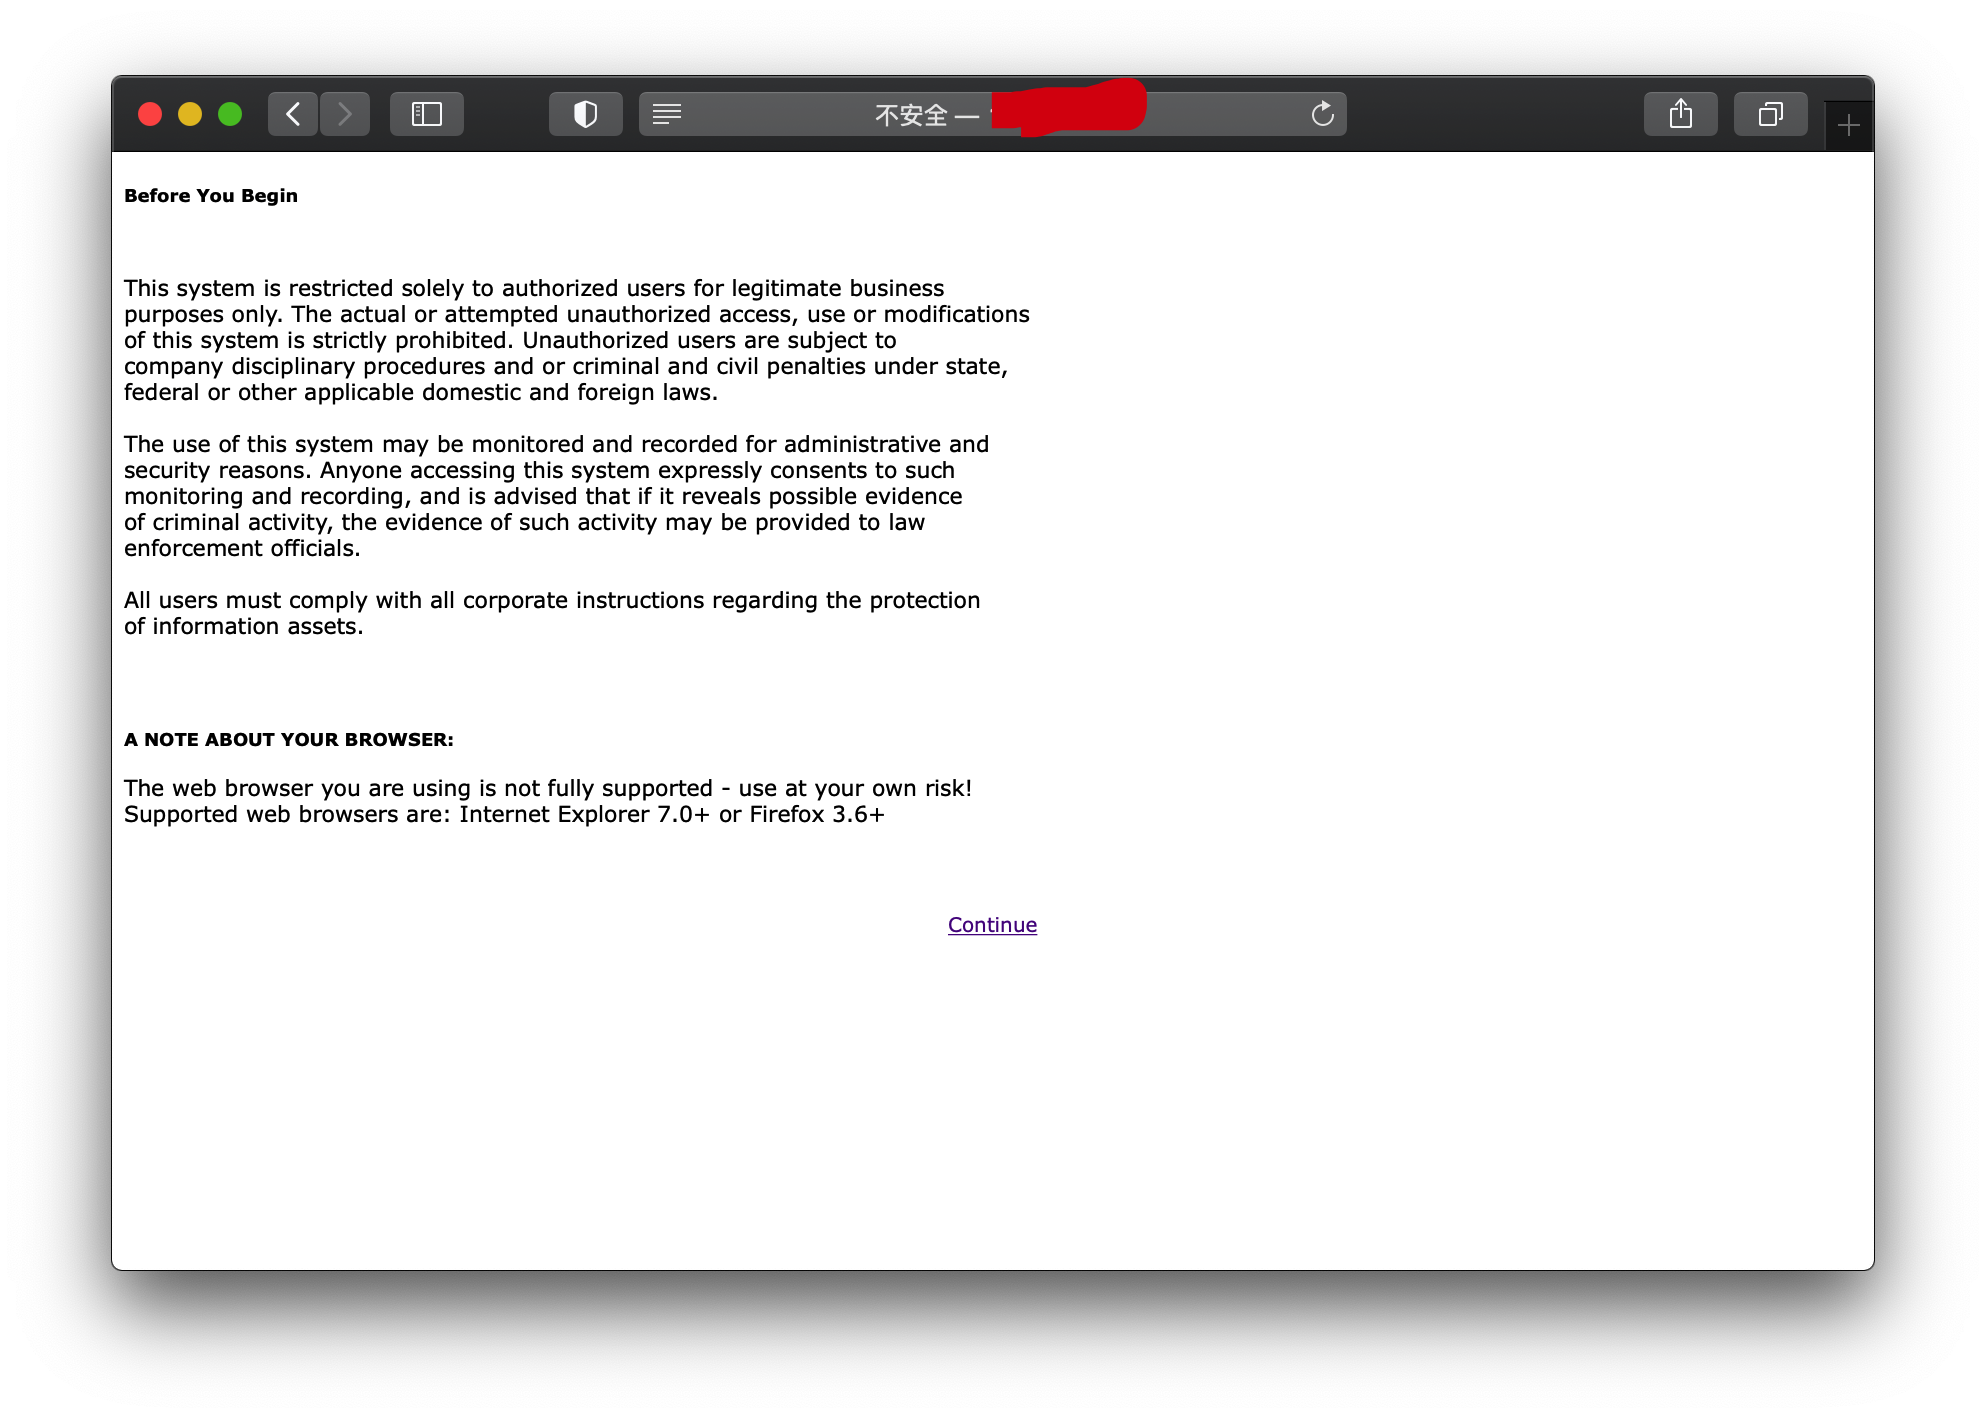 不安全 —
Before You Begin
This system is restricted solely to authorized users for legitimate business
purposes only. The actual or attempted unauthorized access, use or modifications
of this system is strictly prohibited. Unauthorized users are subject to
company disciplinary procedures and or criminal and civil penalties under state,
federal or other applicable domestic and foreign laws.
The use of this system may be monitored and recorded for administrative and
security reasons. Anyone accessing this system expressly consents to such
monitoring and recording, and is advised that if it reveals possible evidence
of criminal activity, the evidence of such activity may be provided to law
enforcement officials.
All users must comply with all corporate instructions regarding the protection
of information assets.
A NOTE ABOUT YOUR BROWSER:
The web browser you are using is not fully supported - use at your own risk!
Supported web browsers are: Internet Explorer 7.0+ or Firefox 3.6+
Continue